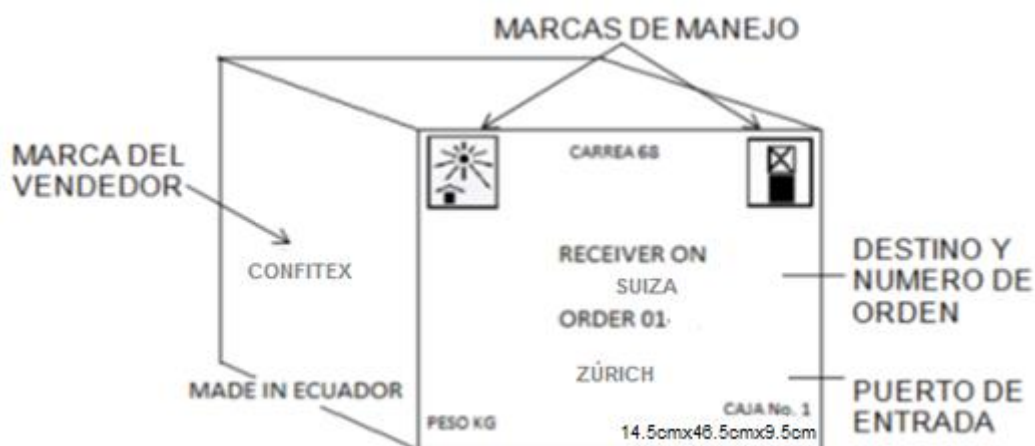 MARCAS DE MANEJO
MARCA DEL
VENDEDOR
CARREA 68
CONFITEX
RECEIVER ON
SUIZA
ORDER 01
ZÚRICH
DESTINO Y
NUMERO DE
ORDEN
MADE IN ECUADOR
PUERTO DE
ENTRADA
PESO KG
CAJA No. 1
14.5cmx46.5cmx9.5cm